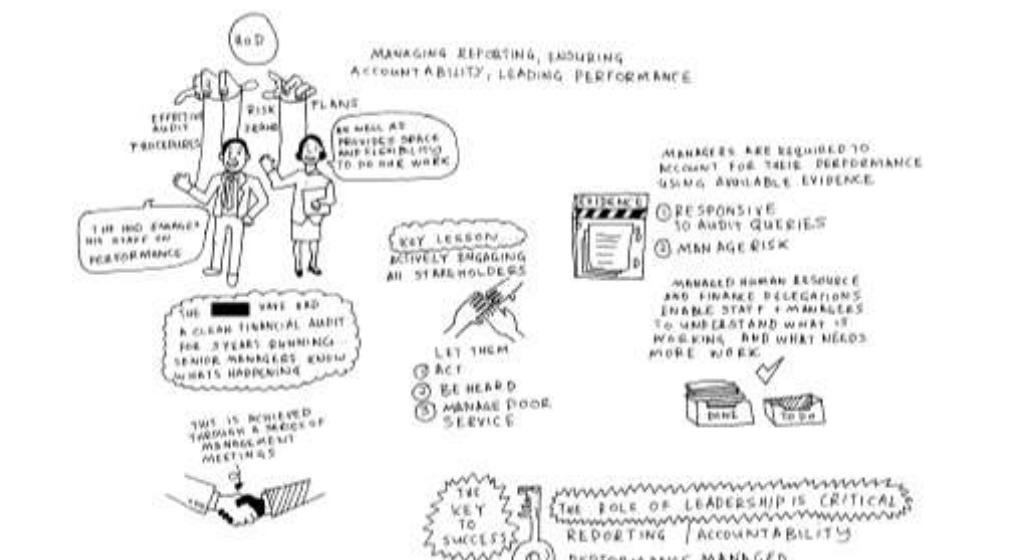 HOD
MANAGING REPORTING, ENSURING
ACCOUNTABILITY, LEADING PERFORMANCE
EFFECTIVE
AUDIT
PROCEDURES
RISK
FRAUD
PLANS
AS WELL AS
PROVIDES SPACE
AND FLEXIBILITY
TO DO OUR WORK
THE HOD ENGAGES
HIS STAFF ON
PERFORMANCE
THE HAVE HAD
A CLEAN FINANCIAL AUDIT
FOR 3 YEARS RUNNING.
SENIOR MANAGERS KNOW
WHATS HAPPENING
THIS IS ACHIEVED
THROUGH A SERIES OF
MANAGEMENT
MEETINGS
KEY LESSON
ACTIVELY ENGAGING
All STAKEHOLDERS
LET THEM
1 ACT
2 BE HEARD
3 MANAGE POOR
SERVICE
MANAGERS ARE REQUIRED TO
ACCOUNT FOR THEIR PERFORMANCE
USING AVAILABLE EVIDENCE
EVIDENCE
1 RESPONSIVE
TO AUDIT QUERIES
2 MANAGE RISK
MANAGED HUMAN RESOURCE
AND FINANCE DELEGATIONS
ENABLE STAFF + MANAGERS
TO UNDERSTAND WHAT IS
WORKING AND WHAT NEEDS
MORE WORK
DONE
TO DO
THE
KEY
TO
SUCCESS
THE ROLE OF LEADERSHIP IS CRITICAL
REPORTING / ACCOUNTABILITY
PERFORMANCE MANAGED